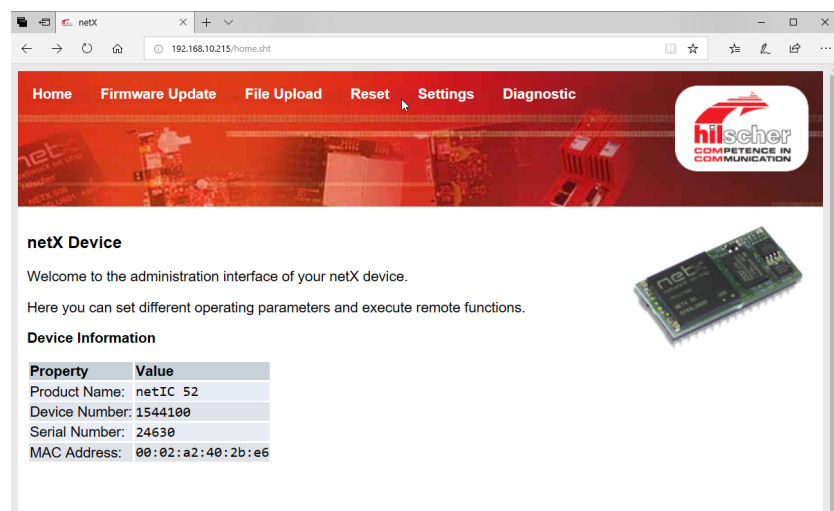 netX
192.168.10.215/home.sht
Home Firmware Update File Upload Reset Settings Diagnostic
hilscher
COMPETENCE IN
COMMUNICATION
netX Device
Welcome to the administration interface of your netX device.
Here you can set different operating parameters and execute remote functions.
Device Information
Property Value
Product Name: netIC 52
Device Number: 1544100
Serial Number: 24630
MAC Address: 00:02:a2:40:2b:e6